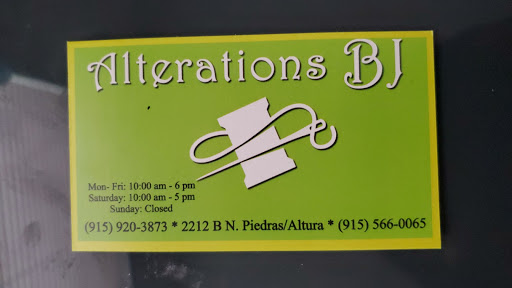 Alterations BJ
Mon- Fri: 10:00 am - 6 pm
Saturday: 10:00 am - 5 pm
Sunday: Closed
(915) 920-3873 * 2212 B N. Piedras/Altura * (915) 566-0065